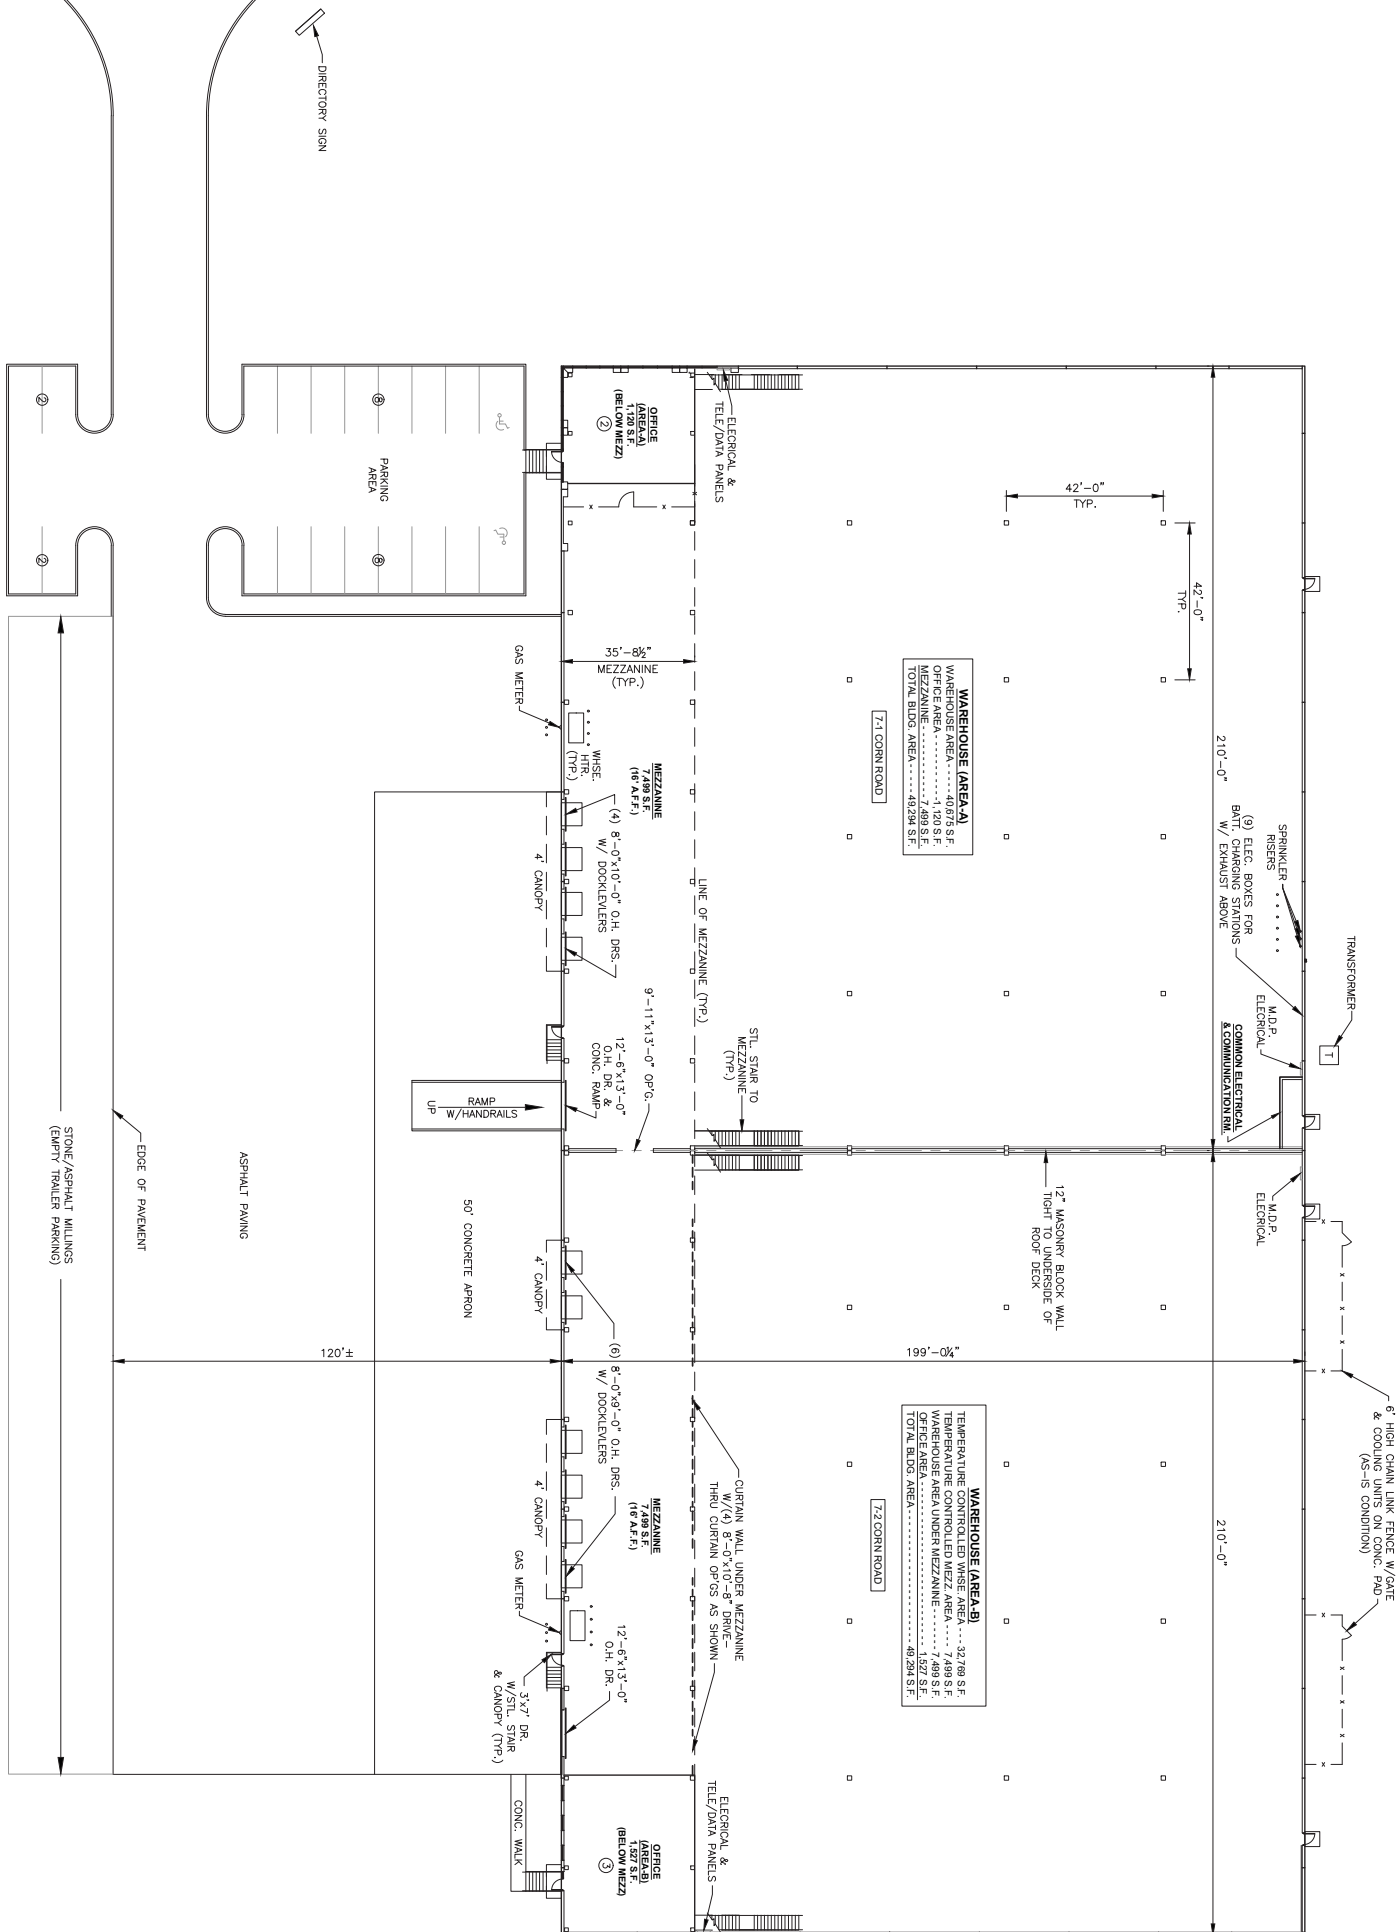 DIRECTORY SIGN
2
2
8
8
PARKING
AREA
OFFICE
(AREA-A)
1,120 S.F.
(BELOW MEZZ)
2
ELECRICAL &
TELE/DATA PANELS
42'-0"
TYP.
42'-0"
TYP.
35'-8½"
MEZZANINE
(TYP.)
GAS METER
WHSE.
HTR.
(TYP.)
MEZZANINE
7,499 S.F.
(16' A.F.F.)
(4) 8'-0"x10'-0" O.H. DRS.
W/ DOCKLEVLERS
4' CANOPY
LINE OF MEZZANINE (TYP.)
WAREHOUSE (AREA-A)
WAREHOUSE AREA ----- 40,675 S.F.
OFFICE AREA ---------- 1,120 S.F.
MEZZANINE ----------- 7,499 S.F.
TOTAL BLDG. AREA ----- 49,294 S.F.
7-1 CORN ROAD
210'-0"
SPRINKLER
RISERS
(9) ELEC. BOXES FOR
BATT. CHARGING STATIONS
W/ EXHAUST ABOVE
TRANSFORMER
T
M.D.P.
ELECRICAL
COMMON ELECTRICAL
& COMMUNICATION RM.
9'-11"x13'-0" OP'G.
12'-6"x13'-0"
O.H. DR. &
CONC. RAMP
STL. STAIR TO
MEZZANINE
(TYP.)
UP
RAMP
W/HANDRAILS
EDGE OF PAVEMENT
STONE/ASPHALT MILLINGS
(EMPTY TRAILER PARKING)
ASPHALT PAVING
50' CONCRETE APRON
12" MASONRY BLOCK WALL
TIGHT TO UNDERSIDE OF
ROOF DECK
M.D.P.
ELECRICAL
4' CANOPY
120'±
199'-0¼"
(6) 8'-0"x9'-0" O.H. DRS.
W/ DOCKLEVLERS
4' CANOPY
6' HIGH CHAIN LINK FENCE W/GATE
& COOLING UNITS ON CONC. PAD
(AS-IS CONDITION)
WAREHOUSE (AREA-B)
TEMPERATURE CONTROLLED WHSE. AREA --- 32,769 S.F.
TEMPERATURE CONTROLLED MEZZ. AREA ---- 7,499 S.F.
WAREHOUSE AREA UNDER MEZZANINE ------- 7,499 S.F.
OFFICE AREA -------------------------- 1,527 S.F.
TOTAL BLDG. AREA --------------------- 49,294 S.F.
7-2 CORN ROAD
210'-0"
CURTAIN WALL UNDER MEZZANINE
W/(4) 8'-0"x10'-8" DRIVE-
THRU CURTAIN OP'GS AS SHOWN
MEZZANINE
7,499 S.F.
(16' A.F.F.)
GAS METER
12'-6"x13'-0"
O.H. DR.
3'x7' DR.
W/STL. STAIR
& CANOPY (TYP.)
CONC. WALK
OFFICE
(AREA-B)
1,527 S.F.
(BELOW MEZZ)
3
ELECRICAL &
TELE/DATA PANELS